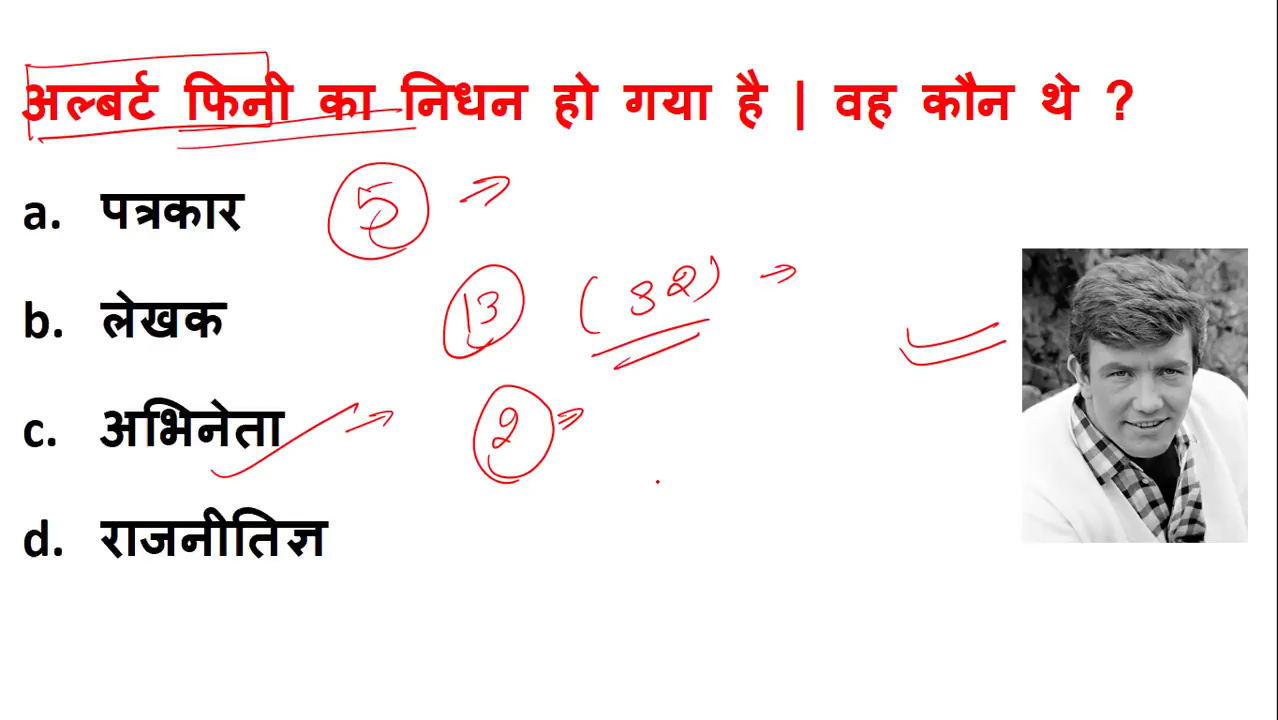 अल्बर्ट फिनी का निधन हो गया है | वह कौन थे ?
a. पत्रकार 5
b. लेखक 13 (32)
c. अभिनेता 2
d. राजनीतिज्ञ